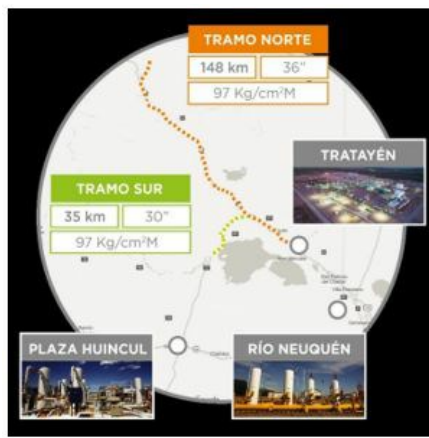 TRAMO NORTE
148 km
36"
97 Kg/cm²M
TRATAYÉN
TRAMO SUR
35 km
30"
97 Kg/cm²M
PLAZA HUINCUL
RÍO NEUQUÉN